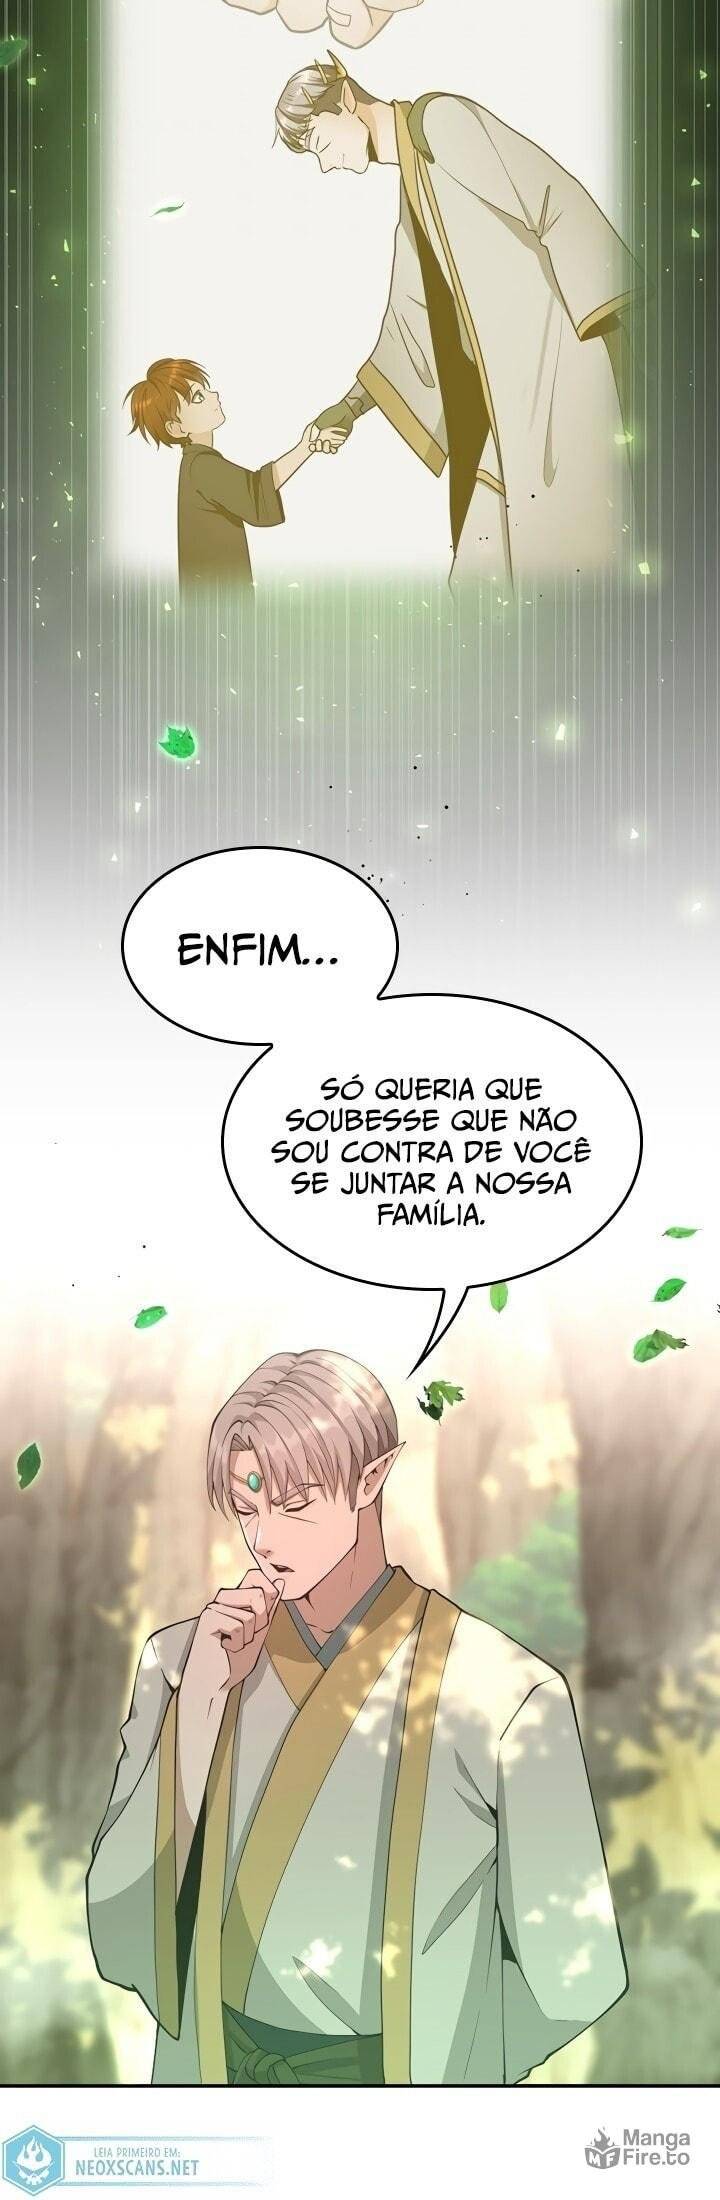 ENFIM...
SÓ QUERIA QUE
SOUBESSE QUE NÃO
SOU CONTRA DE VOCÊ
SE JUNTAR A NOSSA
FAMÍLIA.
LEIA PRIMEIRO EM:
NEOXSCANS.NET
Manga
MF Fire.to